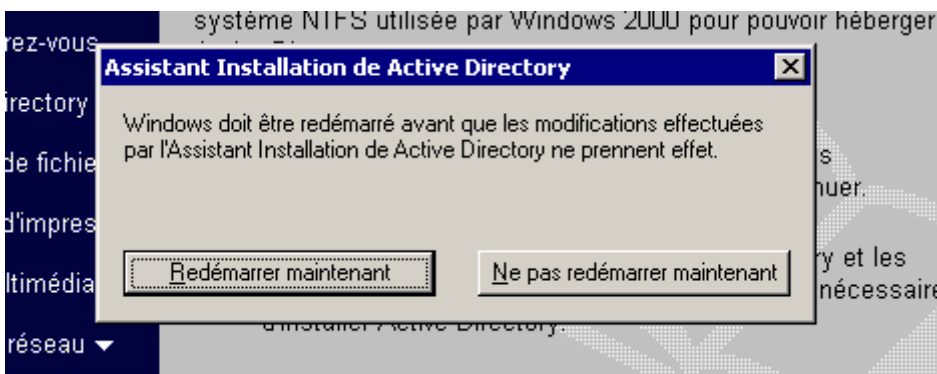 système NTFS utilisée par Windows 2000 pour pouvoir héberger
rez-vous
Assistant Installation de Active Directory
irectory
Windows doit être redémarré avant que les modifications effectuées
par l'Assistant Installation de Active Directory ne prennent effet.
de fichie
s
nuer.
d'impres
ry et les
Redémarrer maintenant
Ne pas redémarrer maintenant
ltimédia
nécessaire
d'installer Active Directory.
réseau